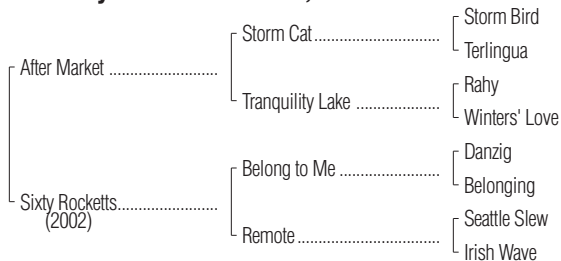 Storm Bird
Storm Cat........................................
Terlingua
After Market ..................................
Rahy
Tranquility Lake ...........................
Winters' Love
Danzig
Belong to Me ................................
Belonging
Sixty Rocketts...............................
(2002)
Seattle Slew
Remote.............................................
Irish Wave